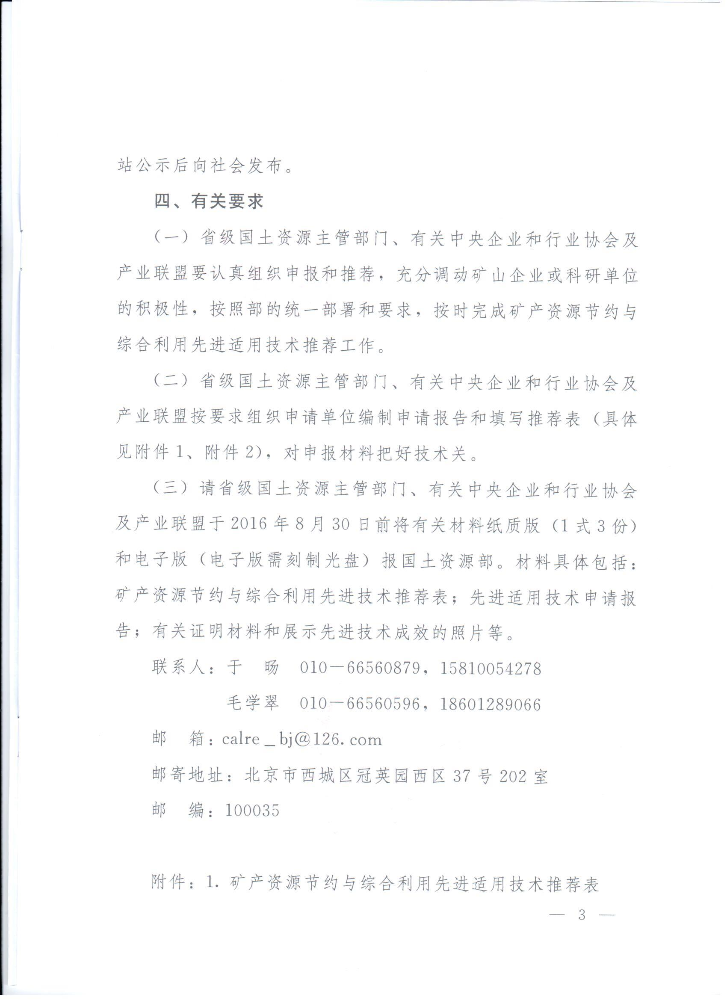 站公示后向社会发布。
四、有关要求
（一）省级国土资源主管部门、有关中央企业和行业协会及
产业联盟要认真组织申报和推荐，充分调动矿山企业或科研单位
的积极性，按照部的统一部署和要求，按时完成矿产资源节约与
综合利用先进适用技术推荐工作。
（二）省级国土资源主管部门、有关中央企业和行业协会及
产业联盟按要求组织申请单位编制申请报告和填写推荐表（具体
见附件1、附件2），对申报材料把好技术关。
（三）请省级国土资源主管部门、有关中央企业和行业协会
及产业联盟于2016年8月30日前将有关材料纸质版（1式3份）
和电子版（电子版需刻制光盘）报国土资源部。材料具体包括：
矿产资源节约与综合利用先进技术推荐表；先进适用技术申请报
告；有关证明材料和展示先进技术成效的照片等。
联系人：于　旸　010－66560879，15810054278
毛学翠　010－66560596，18601289066
邮　箱：calre_bj@126.com
邮寄地址：北京市西城区冠英园西区37号202室
邮　编：100035
附件：1. 矿产资源节约与综合利用先进适用技术推荐表
— 3 —